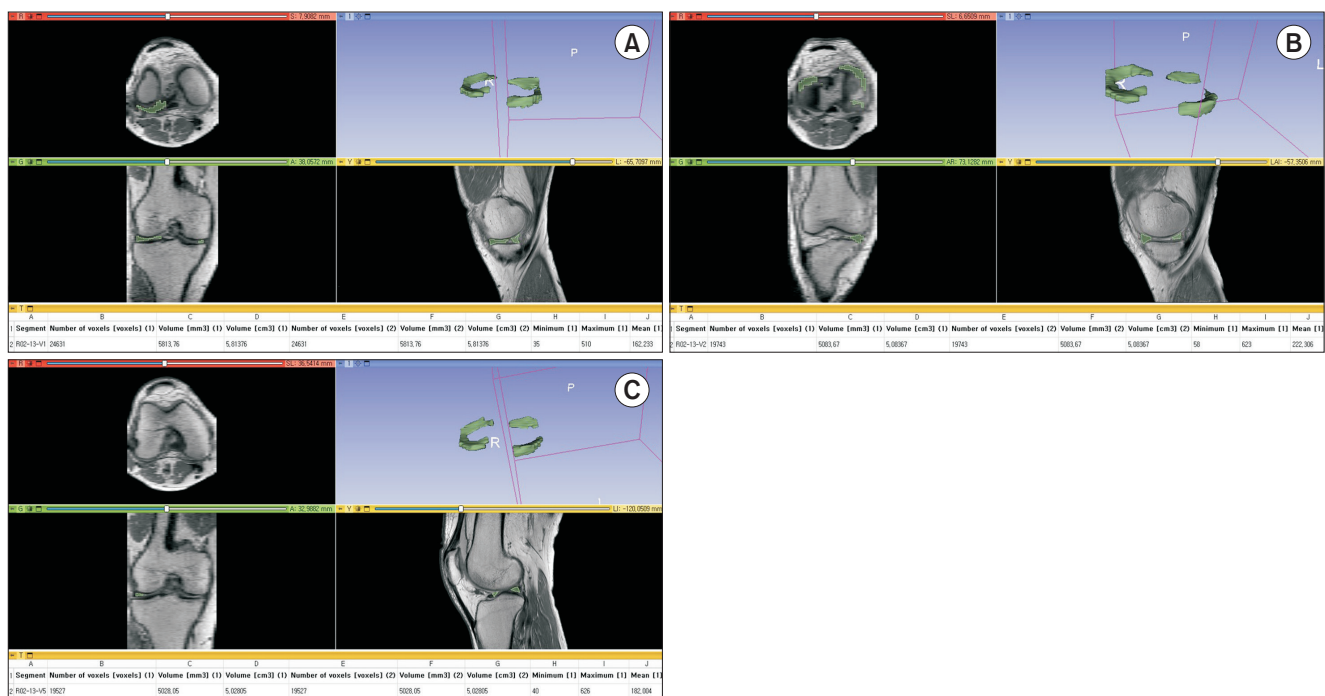 R S: 7,9082 mm 1
A
P
R
G A: 38,0572 mm Y L: -65,7097 mm
T
A B C D E F G H I J
1 Segment Number of voxels [voxels] (1) Volume [mm3] (1) Volume [cm3] (1) Number of voxels [voxels] (2) Volume [mm3] (2) Volume [cm3] (2) Minimum [1] Maximum [1] Mean [1]
2 R02-13-V1 24631 5813,76 5,81376 24631 5813,76 5,81376 35 510 162,233
R SL: 6,6509 mm 1
B
P
L
G AR: 73,1282 mm Y LAI: -57,3506 mm
T
A B C D E F G H I J
1 Segment Number of voxels [voxels] (1) Volume [mm3] (1) Volume [cm3] (1) Number of voxels [voxels] (2) Volume [mm3] (2) Volume [cm3] (2) Minimum [1] Maximum [1] Mean [1]
2 R02-13-V2 19743 5083,67 5,08367 19743 5083,67 5,08367 58 623 222,306
R SL: 36,5414 mm 1
C
P
R
G A: 32,9882 mm Y LI: -120,0509 mm
T
A B C D E F G H I J
1 Segment Number of voxels [voxels] (1) Volume [mm3] (1) Volume [cm3] (1) Number of voxels [voxels] (2) Volume [mm3] (2) Volume [cm3] (2) Minimum [1] Maximum [1] Mean [1]
2 R02-13-V5 19527 5028,05 5,02805 19527 5028,05 5,02805 40 626 182,004